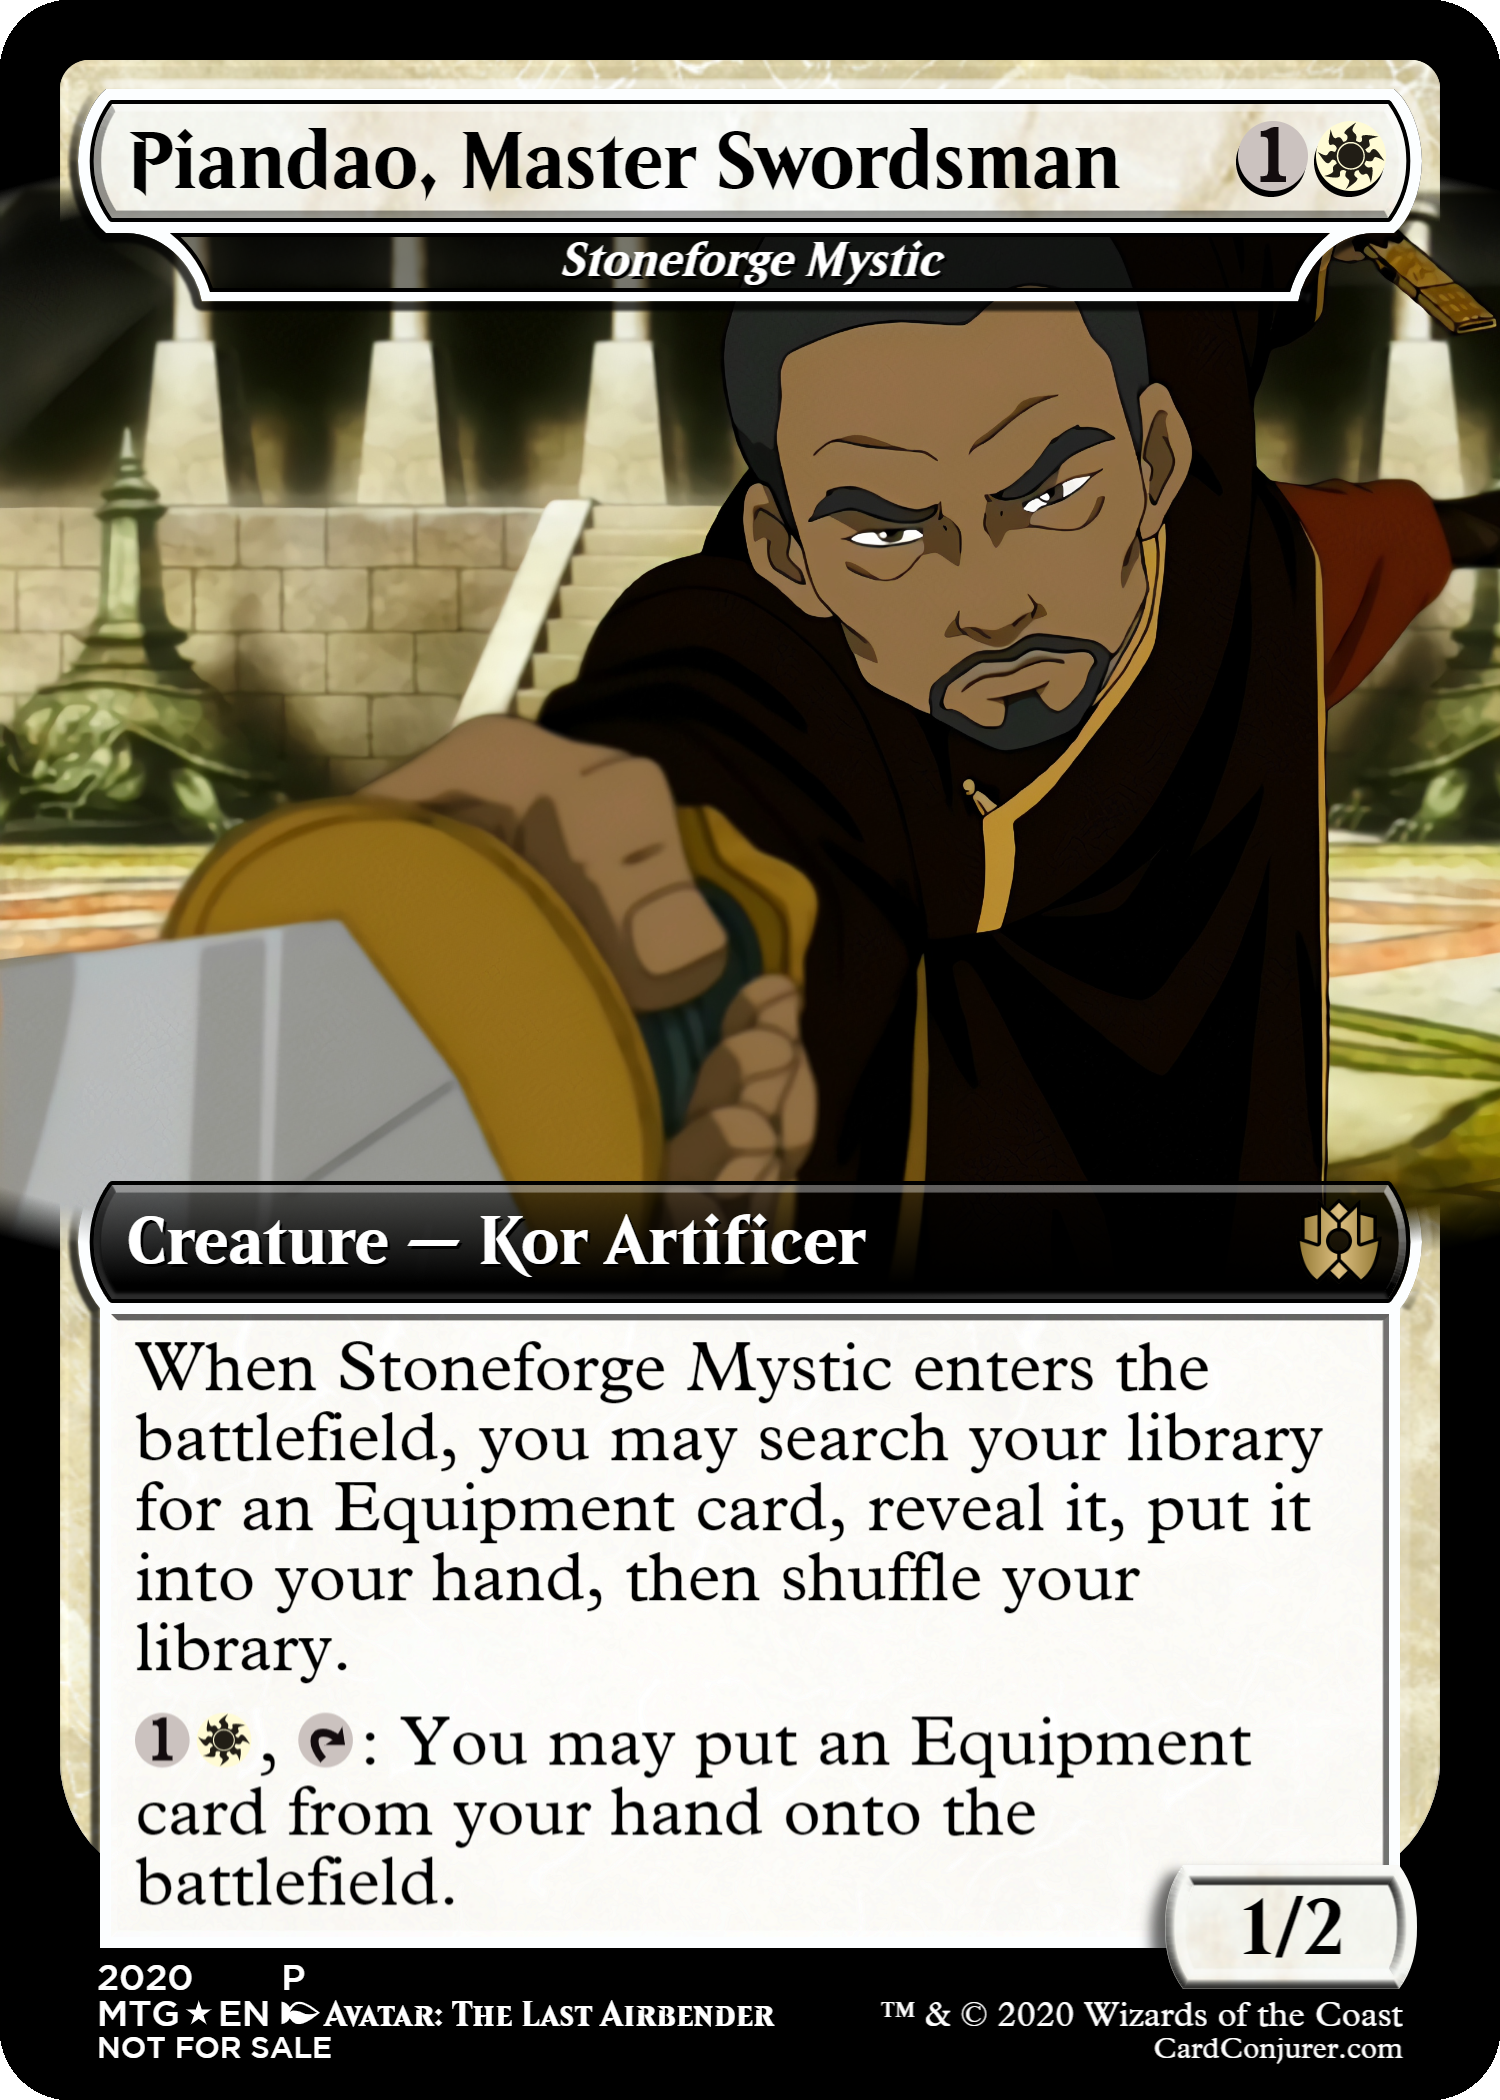 Piandao, Master Swordsman 1
Stoneforge Mystic
Creature — Kor Artificer
When Stoneforge Mystic enters the
battlefield, you may search your library
for an Equipment card, reveal it, put it
into your hand, then shuffle your
library.
1, : You may put an Equipment
card from your hand onto the
battlefield.
1/2
2020 P
MTG★EN Avatar: The Last Airbender
NOT FOR SALE
™ & © 2020 Wizards of the Coast
CardConjurer.com